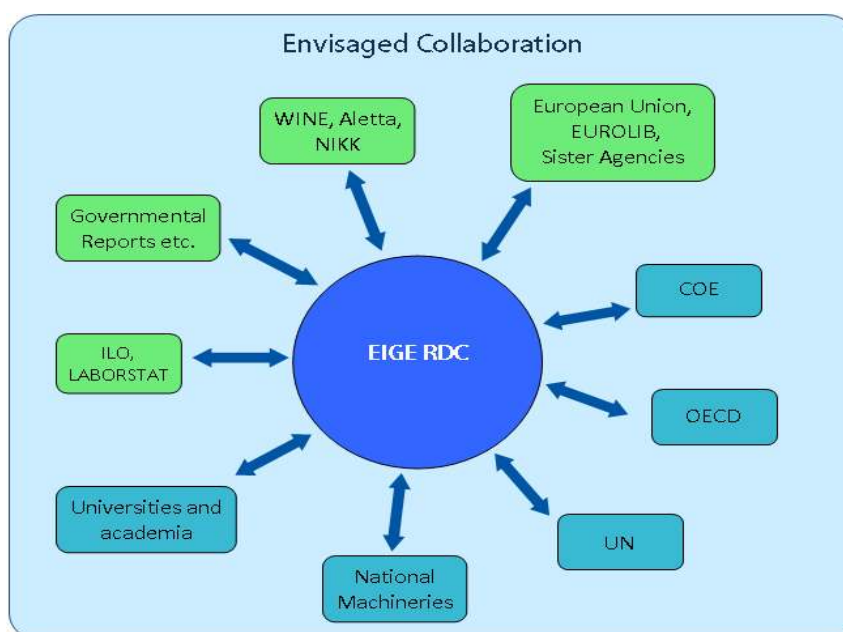 Envisaged Collaboration
WINE, Aletta,
NIKK
European Union,
EUROLIB,
Sister Agencies
Governmental
Reports etc.
COE
EIGE RDC
ILO,
LABORSTAT
OECD
Universities and
academia
UN
National
Machineries